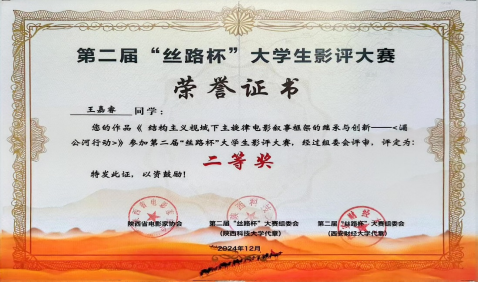 第二届“丝路杯”大学生影评大赛
荣誉证书
王嘉睿 同学：
您的作品《 结构主义视域下主旋律电影叙事框架的继承与创新——<湄
公河行动>》参加第二届“丝路杯”大学生影评大赛，经过组委会评审，评定为：
二等奖
特发此证，以资鼓励！
陕西省电影家协会 第二届“丝路杯”大赛组委会 第二届“丝路杯”大赛组委会
（陕西科技大学代章） （西安财经大学代章）
2024年12月